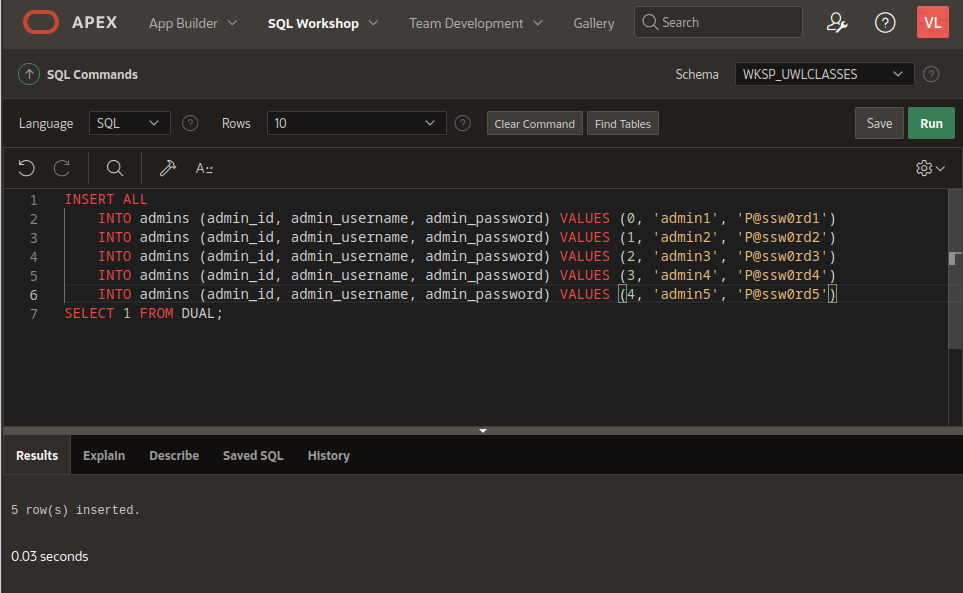 APEX App Builder SQL Workshop Team Development Gallery Search VL
SQL Commands Schema WKSP_UWLCLASSES
Language SQL Rows 10 Clear Command Find Tables Save Run
A::
1 INSERT ALL
2 INTO admins (admin_id, admin_username, admin_password) VALUES (0, 'admin1', 'P@ssw0rd1')
3 INTO admins (admin_id, admin_username, admin_password) VALUES (1, 'admin2', 'P@ssw0rd2')
4 INTO admins (admin_id, admin_username, admin_password) VALUES (2, 'admin3', 'P@ssw0rd3')
5 INTO admins (admin_id, admin_username, admin_password) VALUES (3, 'admin4', 'P@ssw0rd4')
6 INTO admins (admin_id, admin_username, admin_password) VALUES (4, 'admin5', 'P@ssw0rd5')
7 SELECT 1 FROM DUAL;
Results Explain Describe Saved SQL History
5 row(s) inserted.
0.03 seconds